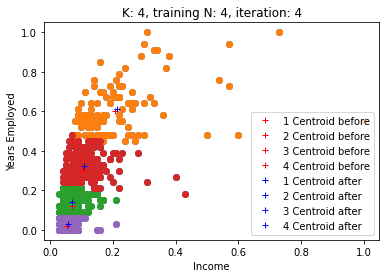 K: 4, training N: 4, iteration: 4
Years Employed
1.0
0.8
0.6
0.4
0.2
0.0
1 Centroid before
2 Centroid before
3 Centroid before
4 Centroid before
1 Centroid after
2 Centroid after
3 Centroid after
4 Centroid after
0.0 0.2 0.4 0.6 0.8 1.0
Income